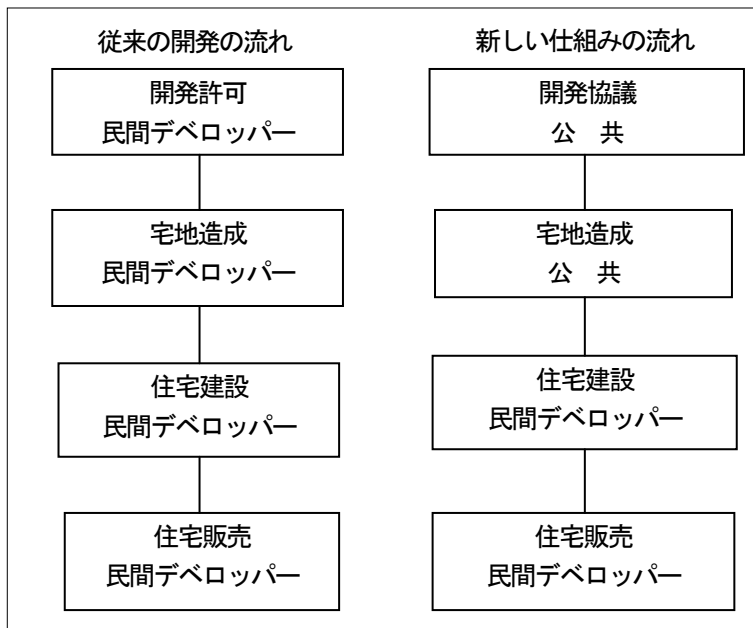 従来の開発の流れ
開発許可
民間デベロッパー
宅地造成
民間デベロッパー
住宅建設
民間デベロッパー
住宅販売
民間デベロッパー
新しい仕組みの流れ
開発協議
公　共
宅地造成
公　共
住宅建設
民間デベロッパー
住宅販売
民間デベロッパー